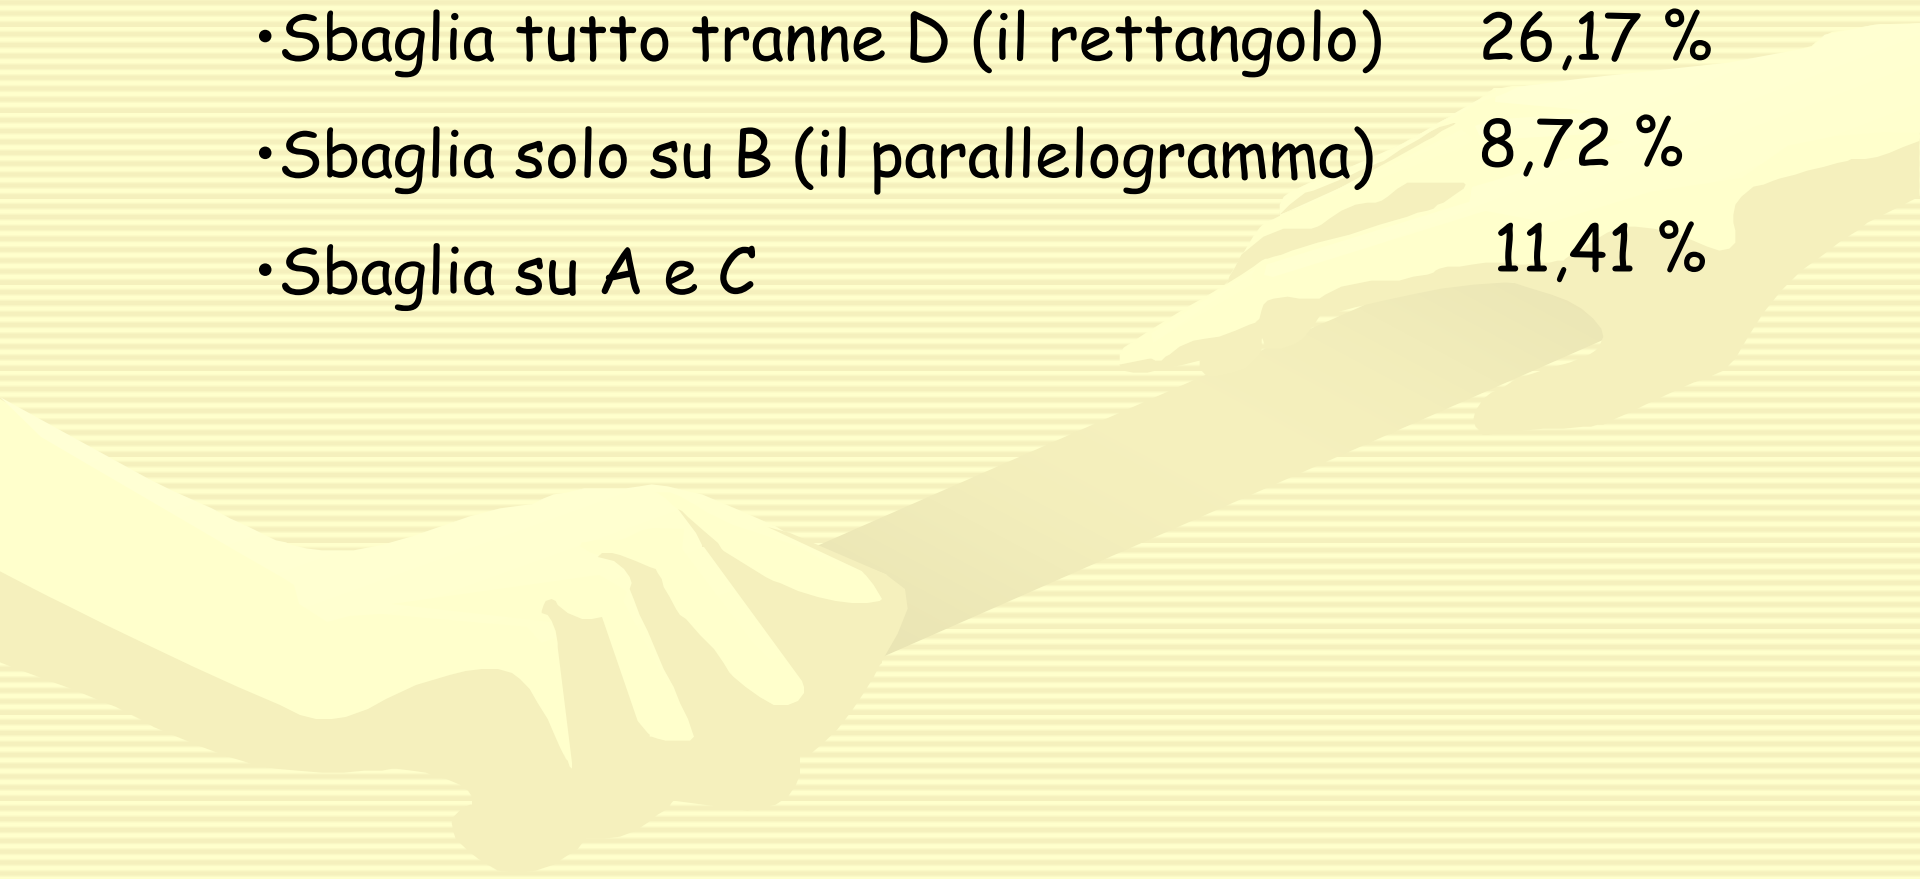 •Sbaglia tutto tranne D (il rettangolo) 26,17 %
•Sbaglia solo su B (il parallelogramma) 8,72 %
•Sbaglia su A e C 11,41 %